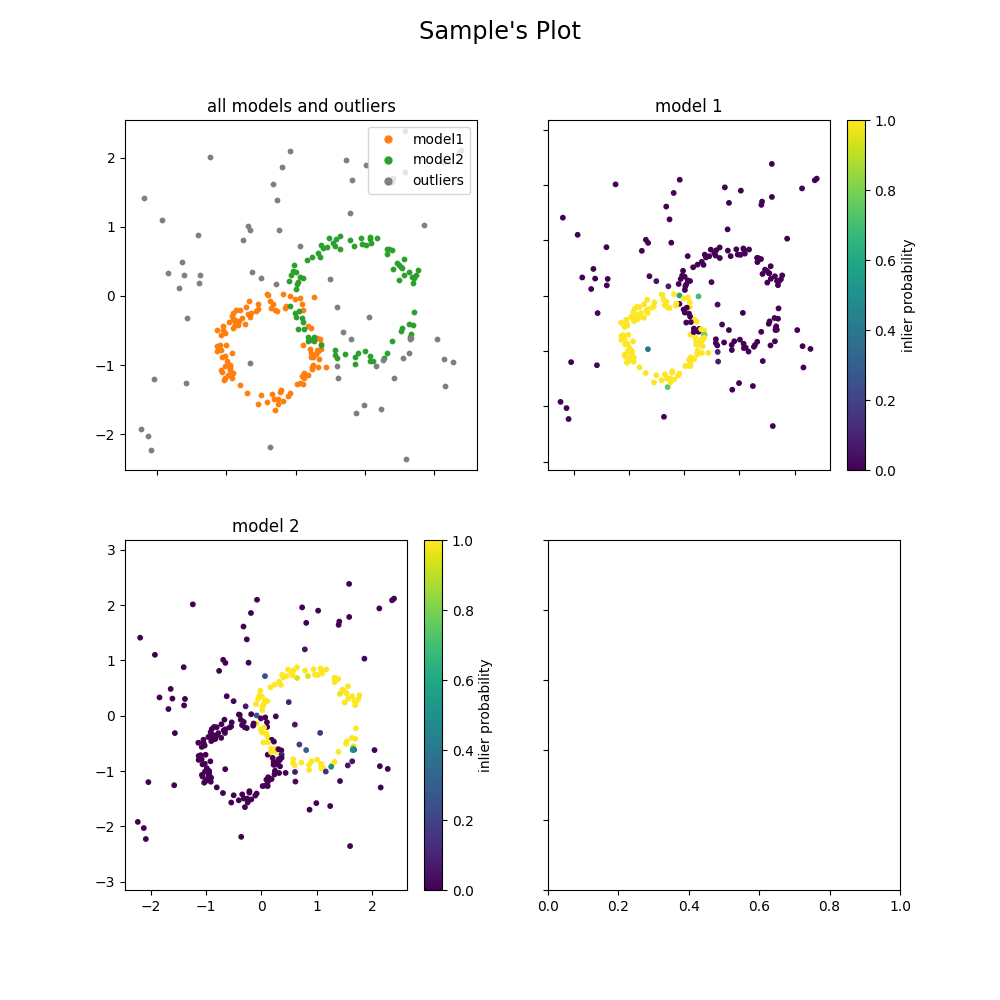 Sample's Plot
all models and outliers
2
1
0
−1
−2
model1
model2
outliers
model 1
1.0
0.8
0.6
0.4
0.2
0.0
inlier probability
model 2
3
2
1
0
−1
−2
−3
−2 −1 0 1 2
1.0
0.8
0.6
0.4
0.2
0.0
inlier probability
0.0 0.2 0.4 0.6 0.8 1.0